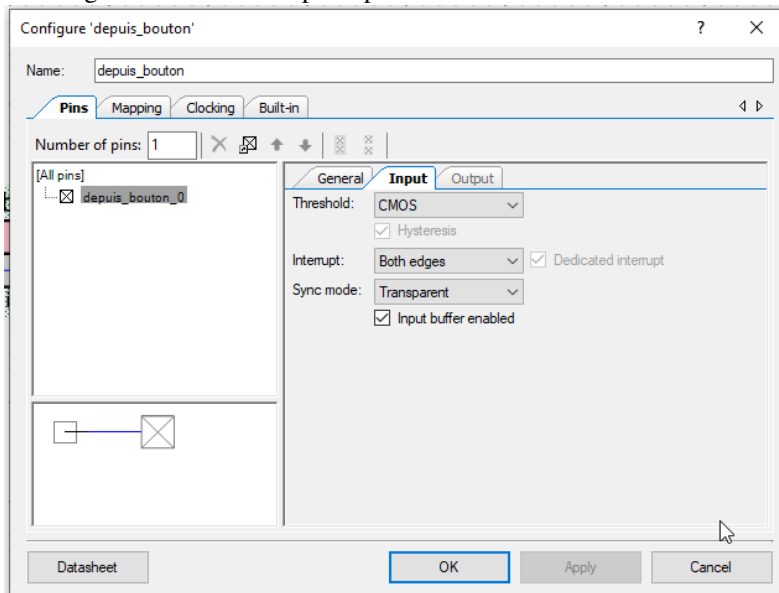 Configure 'depuis_bouton'
Name: depuis_bouton
Pins Mapping Clocking Built-in
Number of pins: 1
[All pins]
depuis_bouton_0
General Input Output
Threshold: CMOS
Hysteresis
Interrupt: Both edges Dedicated interrupt
Sync mode: Transparent
Input buffer enabled
Datasheet OK Apply Cancel